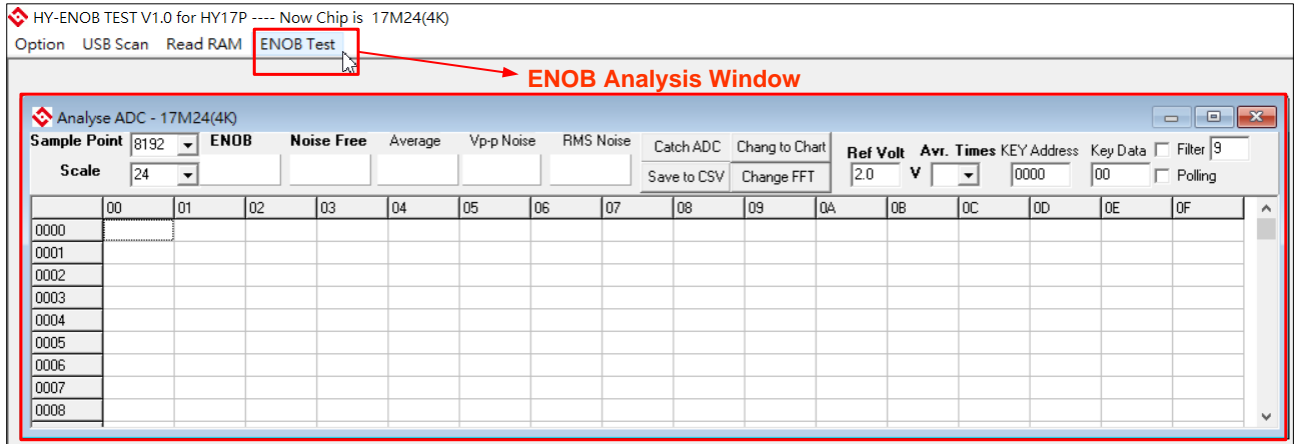 HY-ENOB TEST V1.0 for HY17P ---- Now Chip is 17M24(4K)
Option USB Scan Read RAM ENOB Test
ENOB Analysis Window
Analyse ADC - 17M24(4K)
Sample Point 8192 ENOB Noise Free Average Vp-p Noise RMS Noise Catch ADC Chang to Chart Ref Volt Avr. Times KEY Address Key Data Filter 9
Scale 24 Save to CSV Change FFT 2.0 V 0000 00 Polling
00 01 02 03 04 05 06 07 08 09 0A 0B 0C 0D 0E 0F
0000
0001
0002
0003
0004
0005
0006
0007
0008